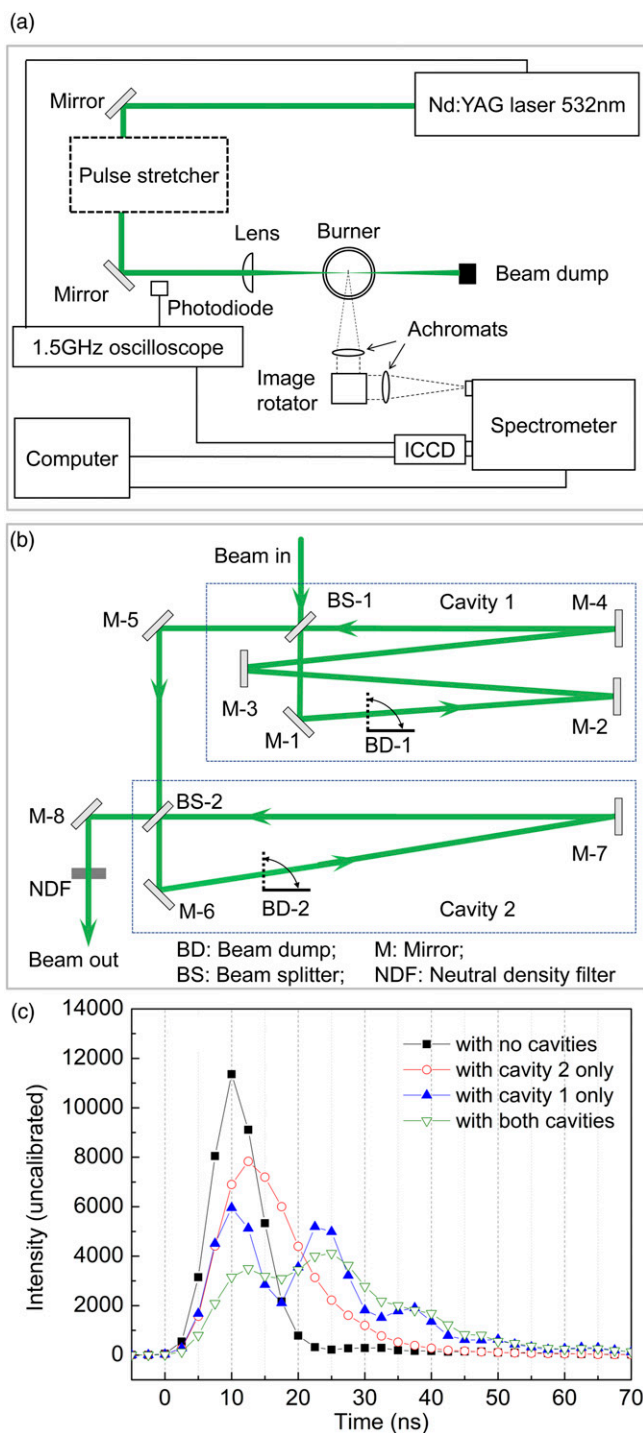 (a)
Mirror
Nd:YAG laser 532nm
Pulse stretcher
Lens
Burner
Mirror
Beam dump
Photodiode
1.5GHz oscilloscope
Achromats
Image
rotator
Spectrometer
Computer
ICCD
(b)
Beam in
M-5
BS-1
Cavity 1
M-4
M-3
M-1
BD-1
M-2
M-8
BS-2
M-7
NDF
M-6
BD-2
Cavity 2
Beam out
BD: Beam dump; M: Mirror;
BS: Beam splitter; NDF: Neutral density filter
(c)
14000
12000
10000
8000
6000
4000
2000
0
Intensity (uncalibrated)
with no cavities
with cavity 2 only
with cavity 1 only
with both cavities
0 10 20 30 40 50 60 70
Time (ns)